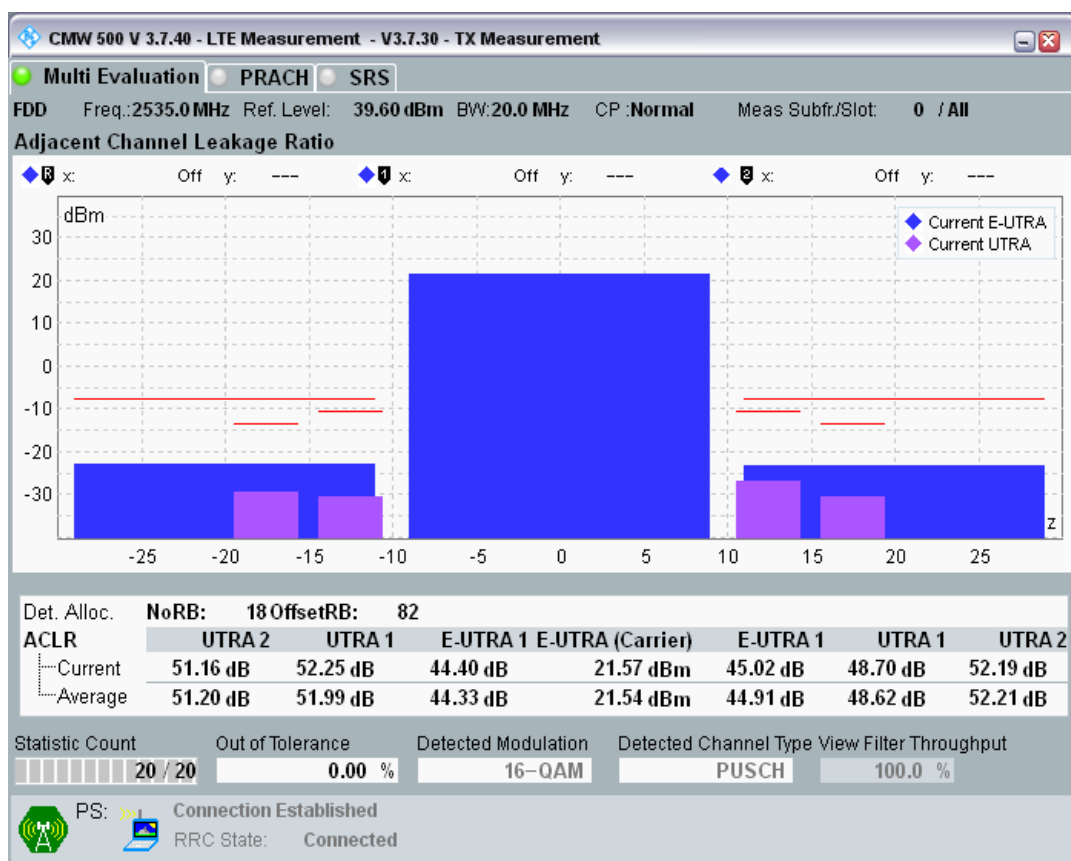 CMW 500 V 3.7.40 - LTE Measurement - V3.7.30 - TX Measurement
Multi Evaluation PRACH SRS
FDD Freq.:2535.0 MHz Ref. Level: 39.60 dBm BW:20.0 MHz CP :Normal Meas Subfr./Slot: 0 / All
Adjacent Channel Leakage Ratio
R x: Off y: --- 1 x: Off y: --- 2 x: Off y: ---
dBm
Current E-UTRA
Current UTRA
30
20
10
0
-10
-20
-30
z
-25 -20 -15 -10 -5 0 5 10 15 20 25
Det. Alloc. NoRB: 18 OffsetRB: 82
ACLR UTRA 2 UTRA 1 E-UTRA 1 E-UTRA (Carrier) E-UTRA 1 UTRA 1 UTRA 2
Current 51.16 dB 52.25 dB 44.40 dB 21.57 dBm 45.02 dB 48.70 dB 52.19 dB
Average 51.20 dB 51.99 dB 44.33 dB 21.54 dBm 44.91 dB 48.62 dB 52.21 dB
Statistic Count Out of Tolerance Detected Modulation Detected Channel Type View Filter Throughput
20 / 20 0.00 % 16-QAM PUSCH 100.0 %
PS: Connection Established
RRC State: Connected